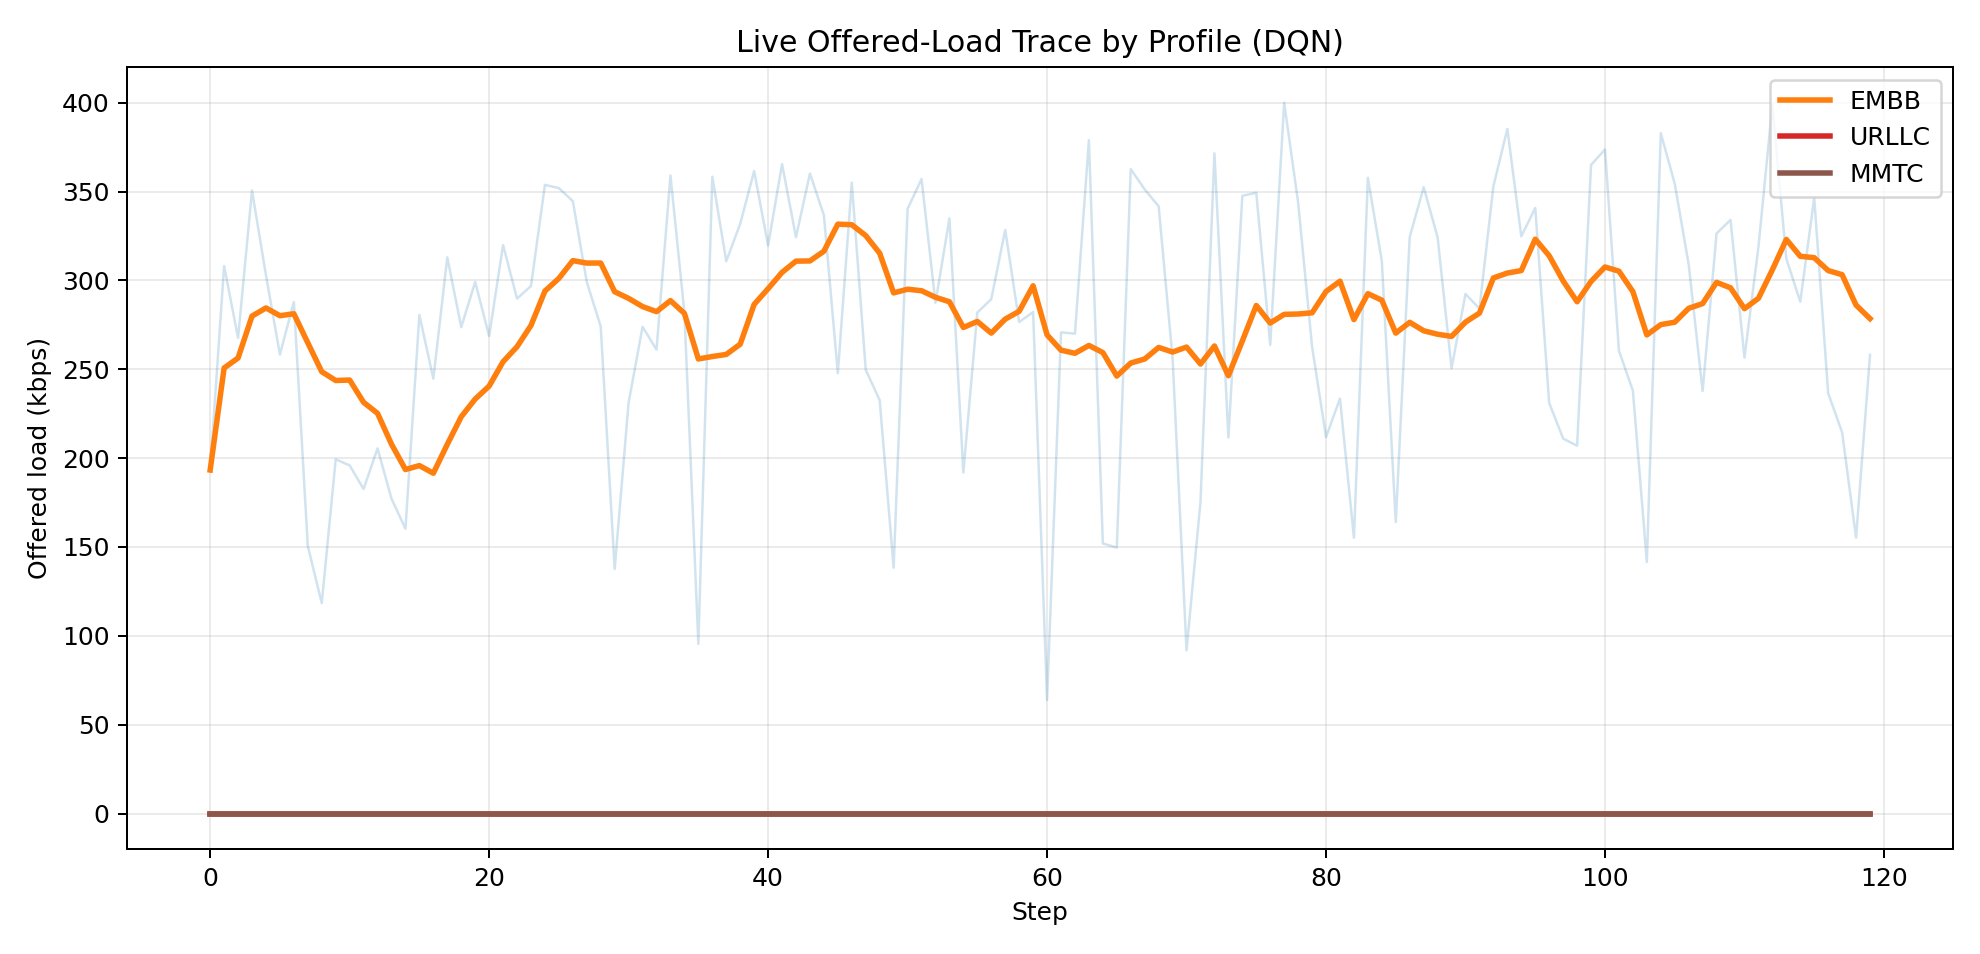 Live Offered-Load Trace by Profile (DQN)
EMBB
URLLC
MMTC
Offered load (kbps)
400
350
300
250
200
150
100
50
0
0 20 40 60 80 100 120
Step